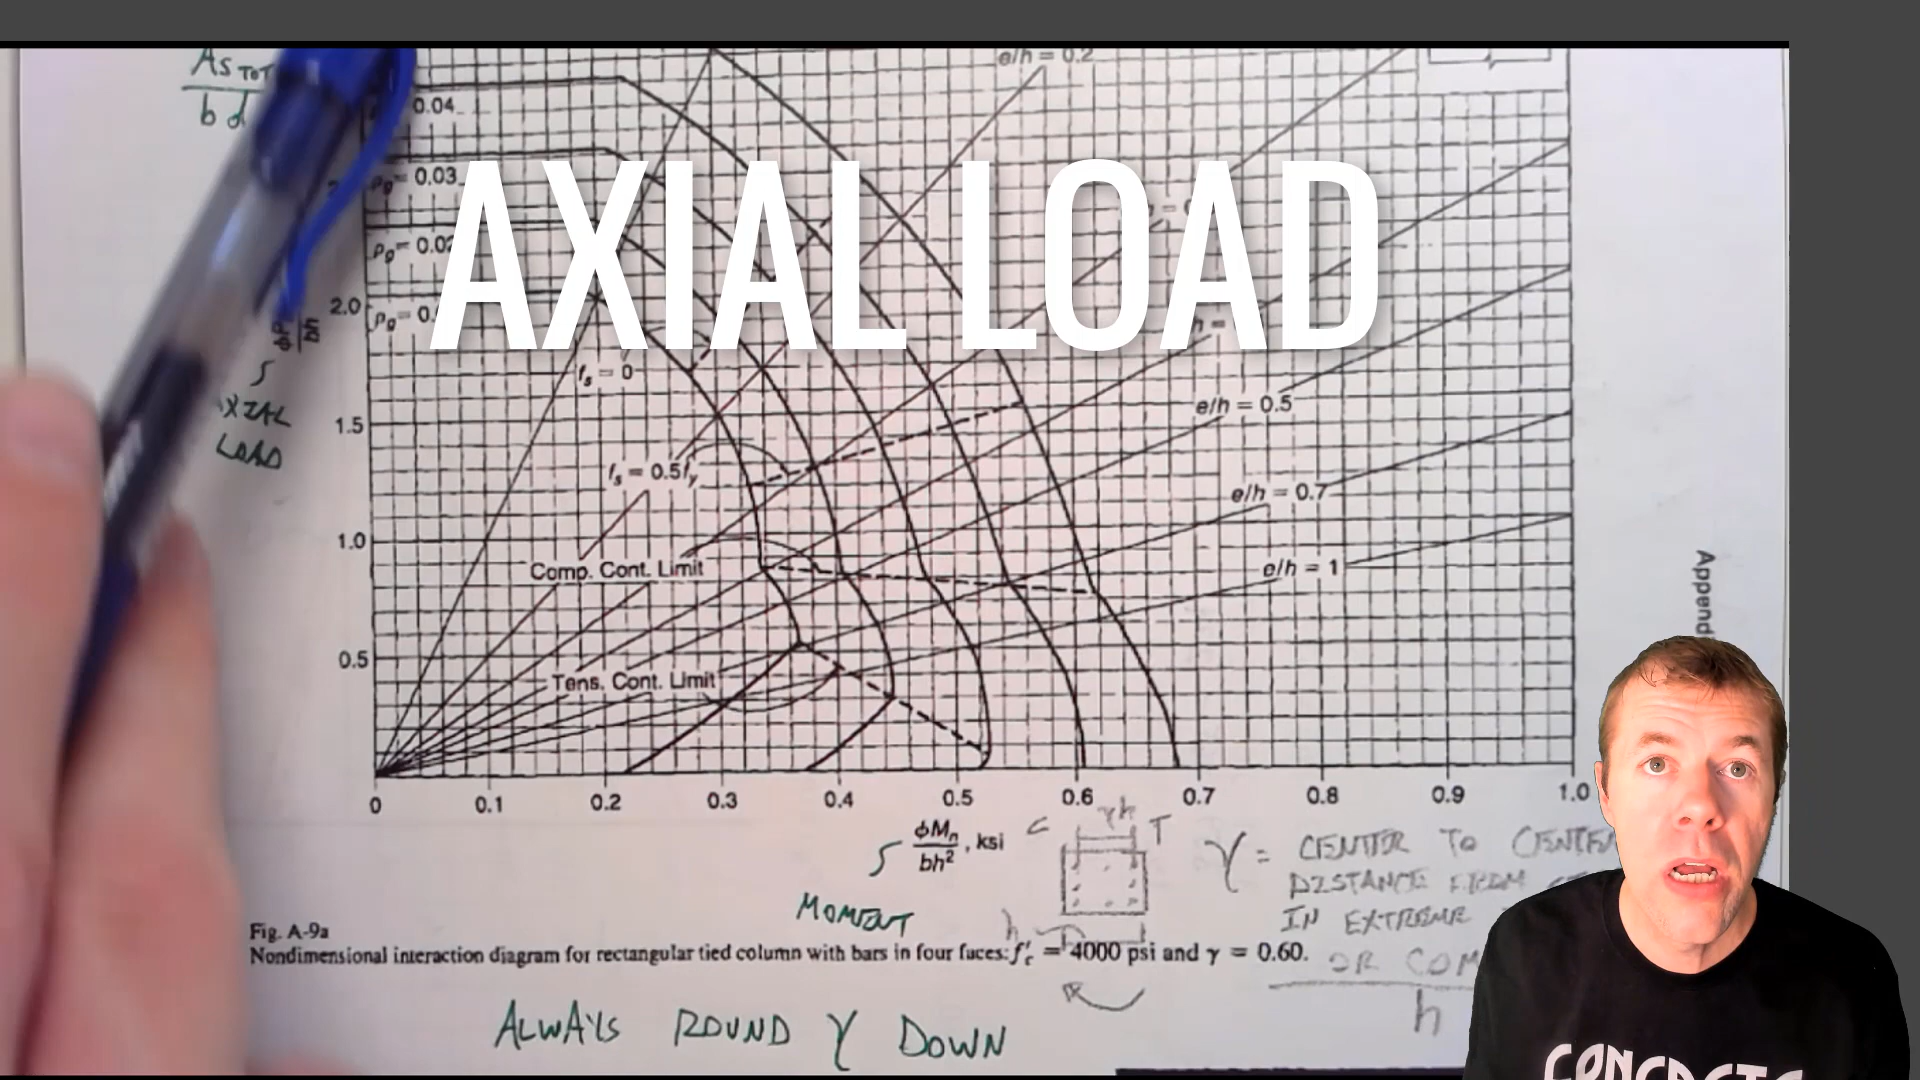 As TOT
b d
e/h = 0.2
0.04
AXIAL LOAD
ρg = 0.03
ρg = 0.02
2.0
ρg = 0.
bh
AXIAL
LOAD
fs = 0
e/h = 0.5
1.5
fs = 0.5fy
e/h = 0.7
1.0
Comp. Cont. Limit
e/h = 1
0.5
Tens. Cont. Limit
0 0.1 0.2 0.3 0.4 0.5 0.6 0.7 0.8 0.9 1.0
ϕMn
bh², ksi
C γh T
γ = CENTER TO CENTER
DISTANCE FROM
IN EXTREME
OR COM
h
MOMENT
h
Fig. A-9a
Nondimensional interaction diagram for rectangular tied column with bars in four faces: f′c = 4000 psi and γ = 0.60.
ALWAYS ROUND γ DOWN
Append
CONCRETE